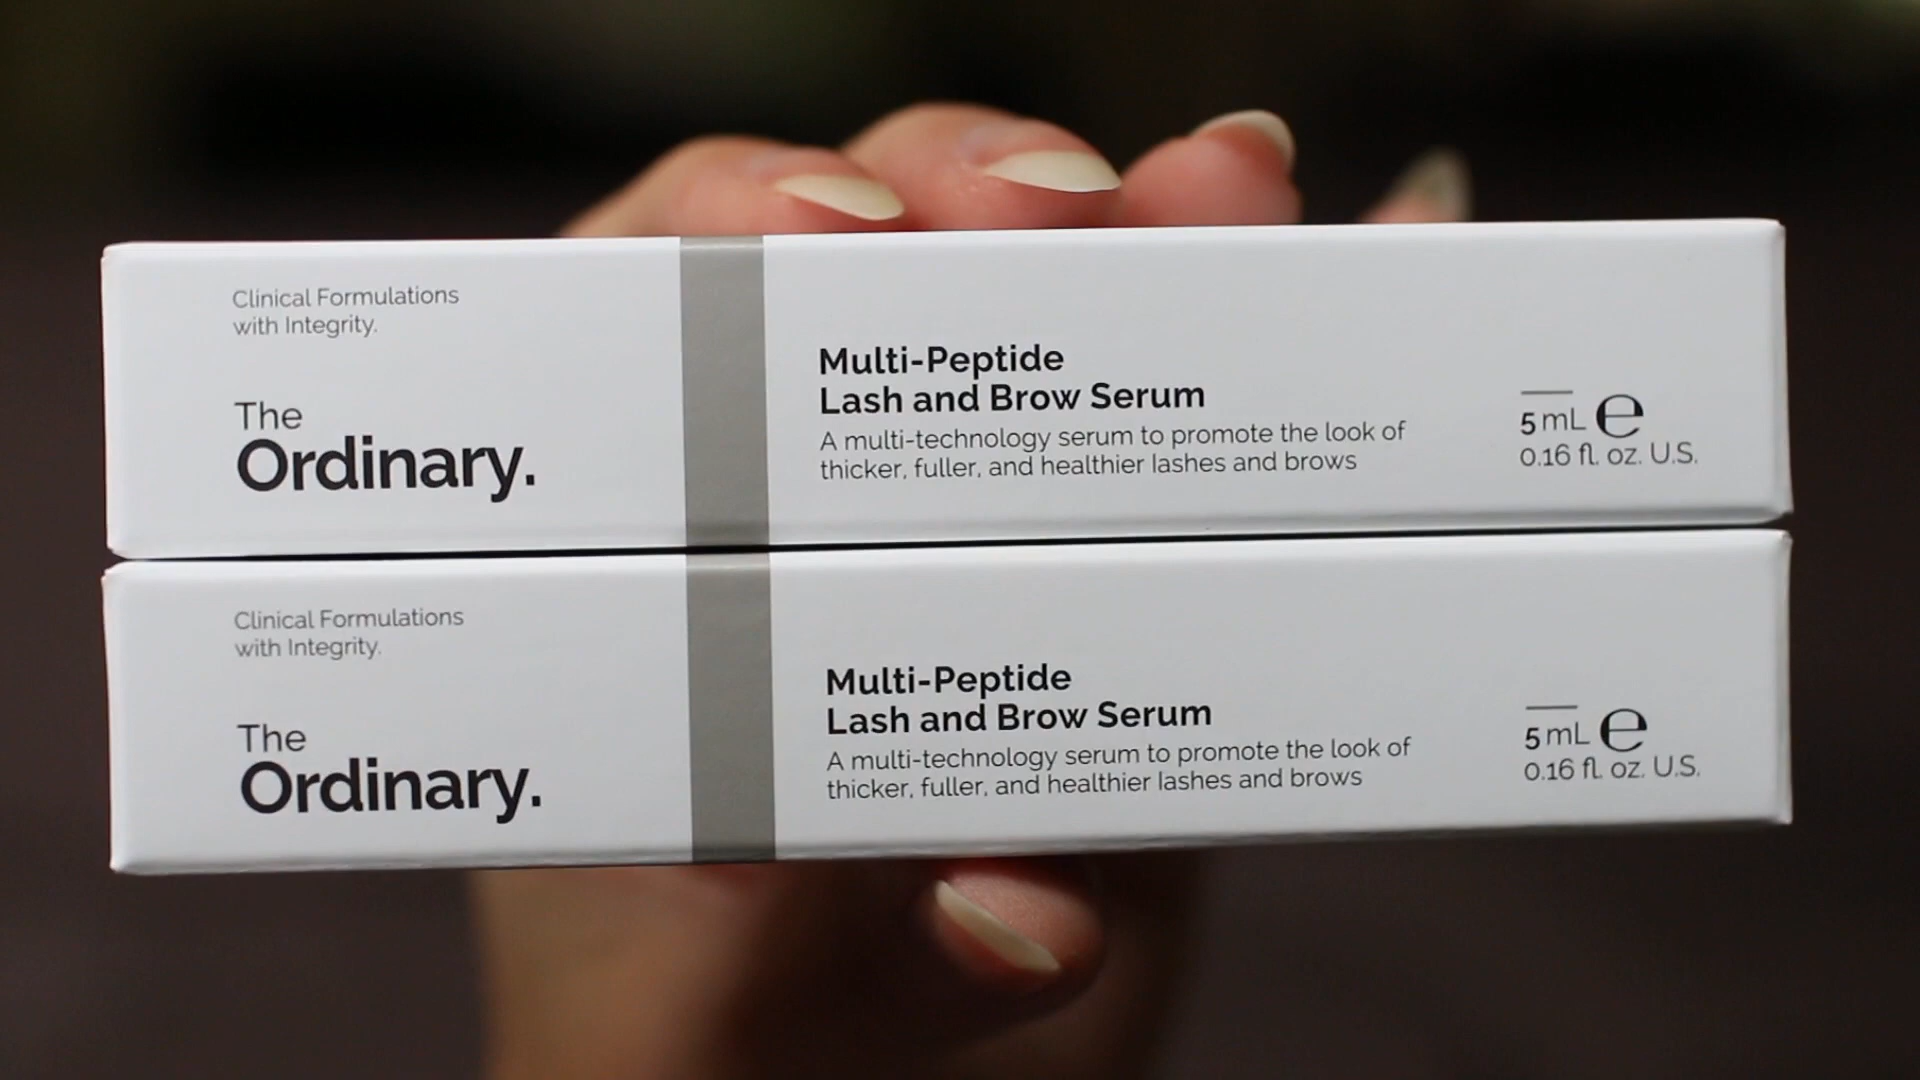 Clinical Formulations
with Integrity.
The
Ordinary.
Multi-Peptide
Lash and Brow Serum
A multi-technology serum to promote the look of
thicker, fuller, and healthier lashes and brows
5 mL e
0.16 fl. oz. U.S.
Clinical Formulations
with Integrity.
The
Ordinary.
Multi-Peptide
Lash and Brow Serum
A multi-technology serum to promote the look of
thicker, fuller, and healthier lashes and brows
5 mL e
0.16 fl. oz. U.S.